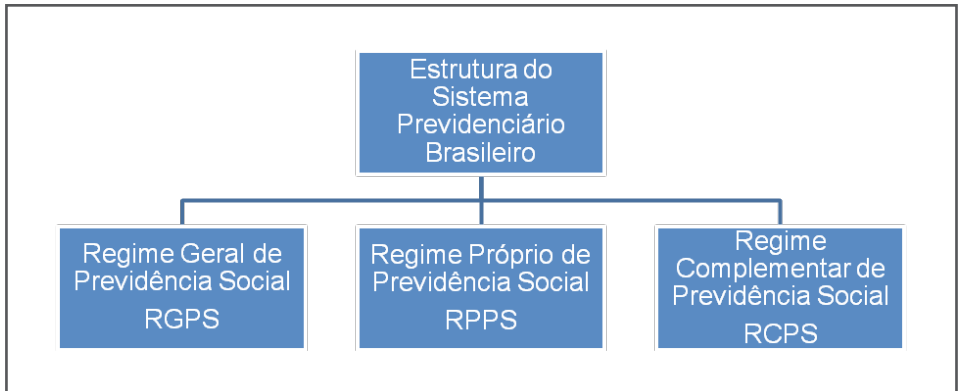 Estrutura do
Sistema
Previdenciário
Brasileiro
Regime Geral de
Previdência Social
RGPS
Regime Próprio de
Previdência Social
RPPS
Regime
Complementar de
Previdência Social
RCPS